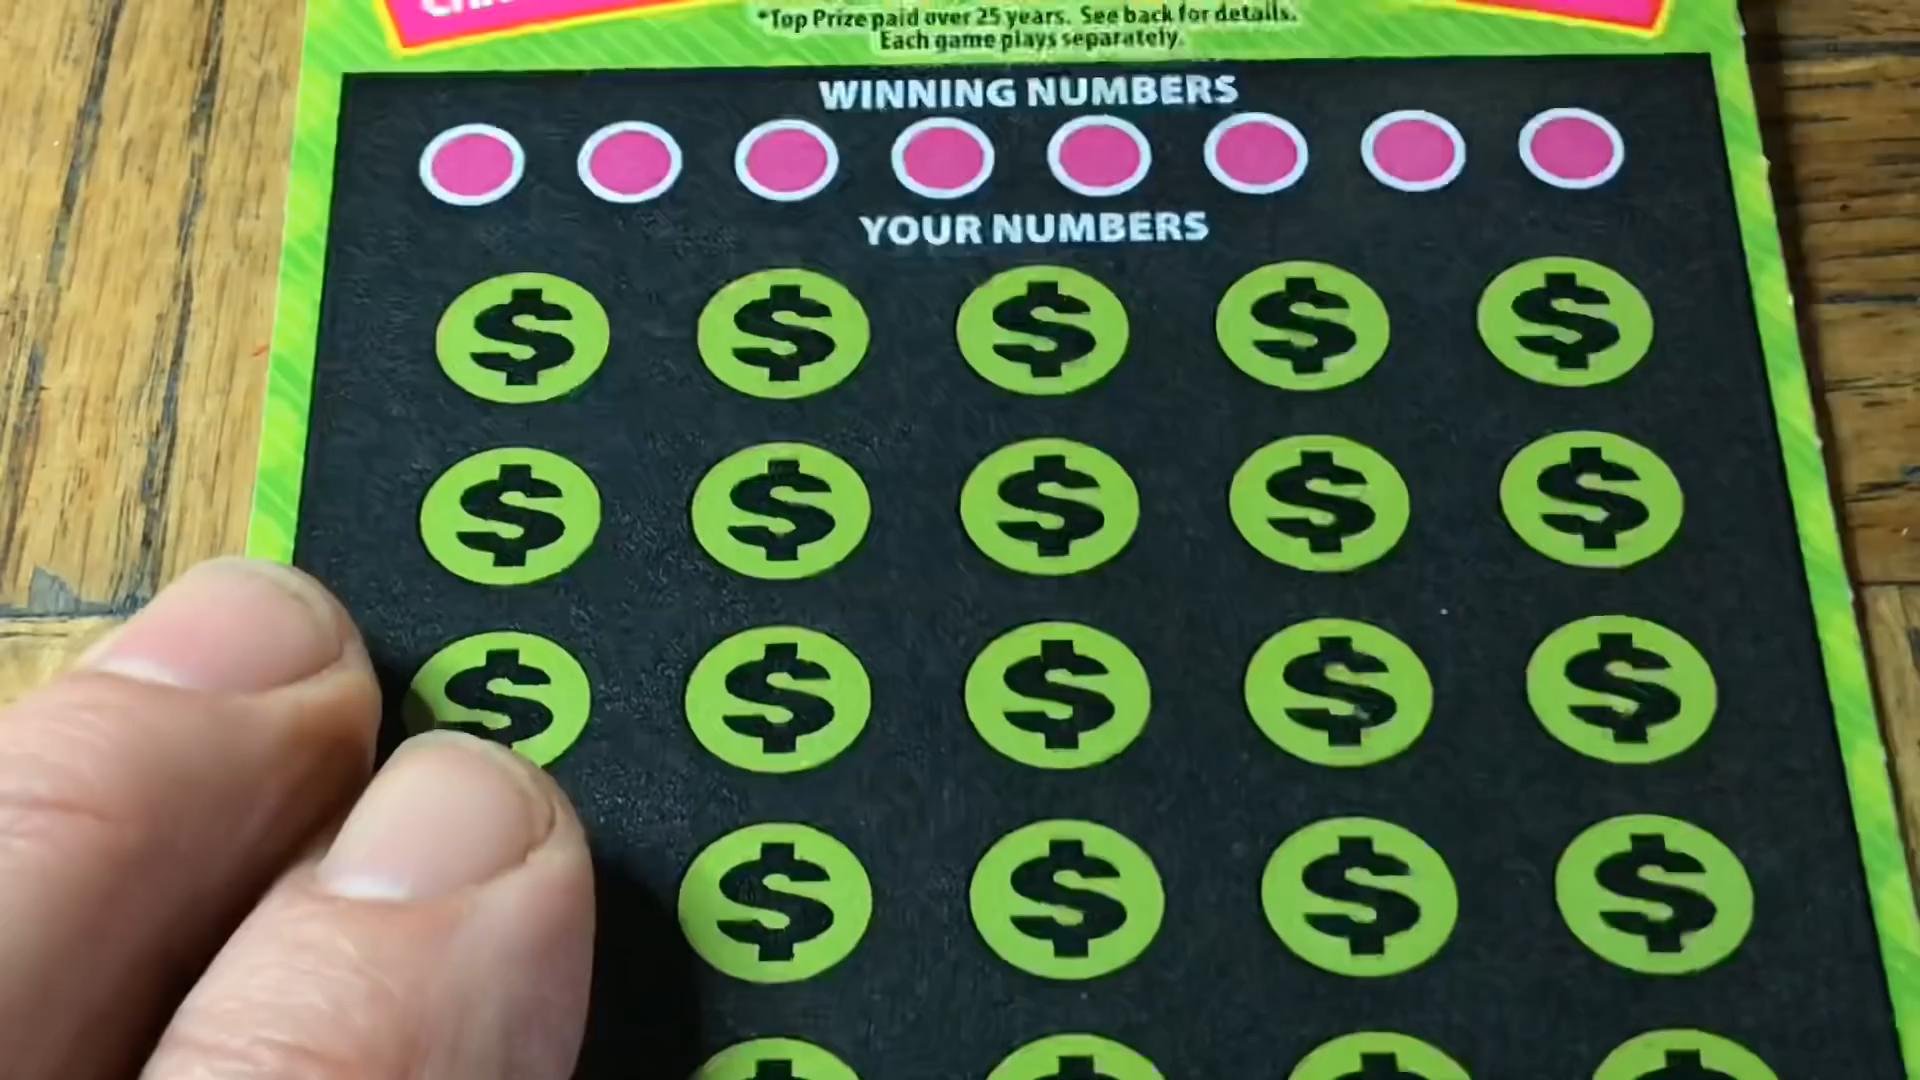 *Top Prize paid over 25 years. See back for details.
Each game plays separately.
WINNING NUMBERS
YOUR NUMBERS
$ $ $ $ $
$ $ $ $ $
$ $ $ $ $
$ $ $ $